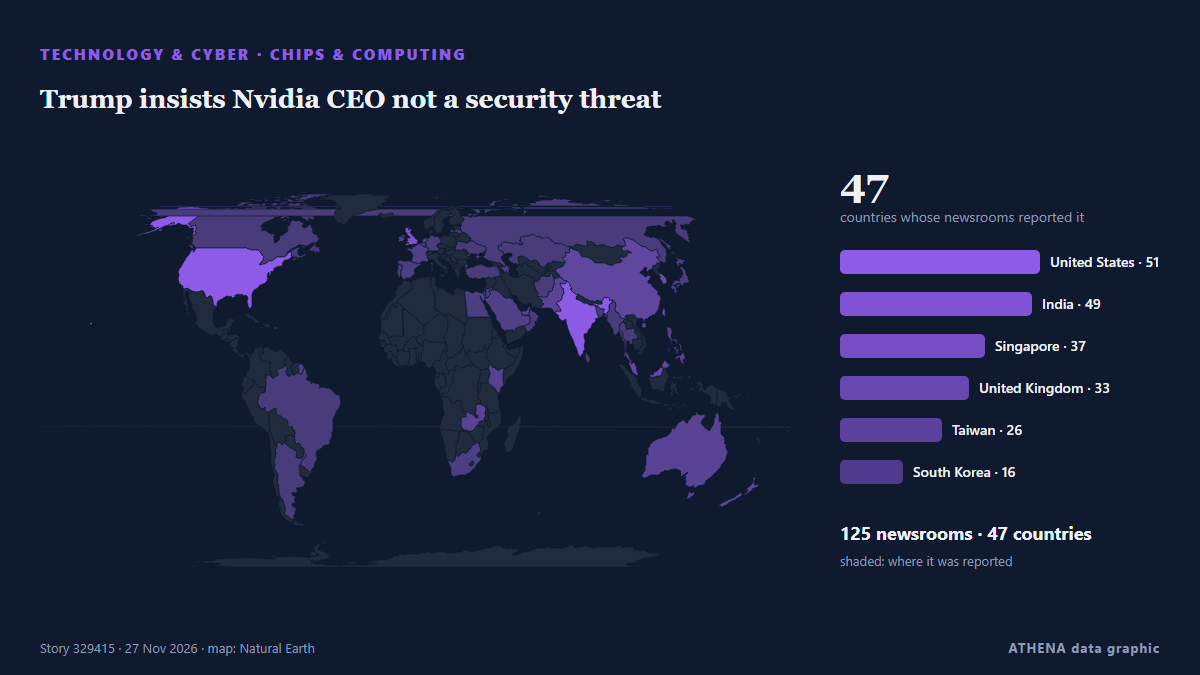 TECHNOLOGY & CYBER · CHIPS & COMPUTING
Trump insists Nvidia CEO not a security threat
47
countries whose newsrooms reported it
United States · 51
India · 49
Singapore · 37
United Kingdom · 33
Taiwan · 26
South Korea · 16
125 newsrooms · 47 countries
shaded: where it was reported
Story 329415 · 27 Nov 2026 · map: Natural Earth
ATHENA data graphic